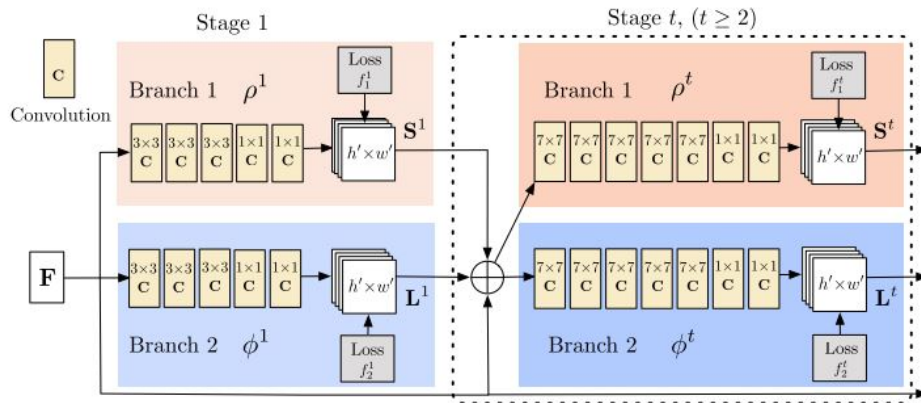 Stage 1
Stage t, (t ≥ 2)
C
Convolution
Branch 1 ρ¹
Loss
f₁¹
3×3 C 3×3 C 3×3 C 1×1 C 1×1 C
h′×w′
S¹
Branch 1 ρᵗ
Loss
f₁ᵗ
7×7 C 7×7 C 7×7 C 7×7 C 7×7 C 1×1 C 1×1 C
h′×w′
Sᵗ
F
3×3 C 3×3 C 3×3 C 1×1 C 1×1 C
h′×w′
L¹
Branch 2 ϕ¹
Loss
f₂¹
7×7 C 7×7 C 7×7 C 7×7 C 7×7 C 1×1 C 1×1 C
h′×w′
Lᵗ
Branch 2 ϕᵗ
Loss
f₂ᵗ